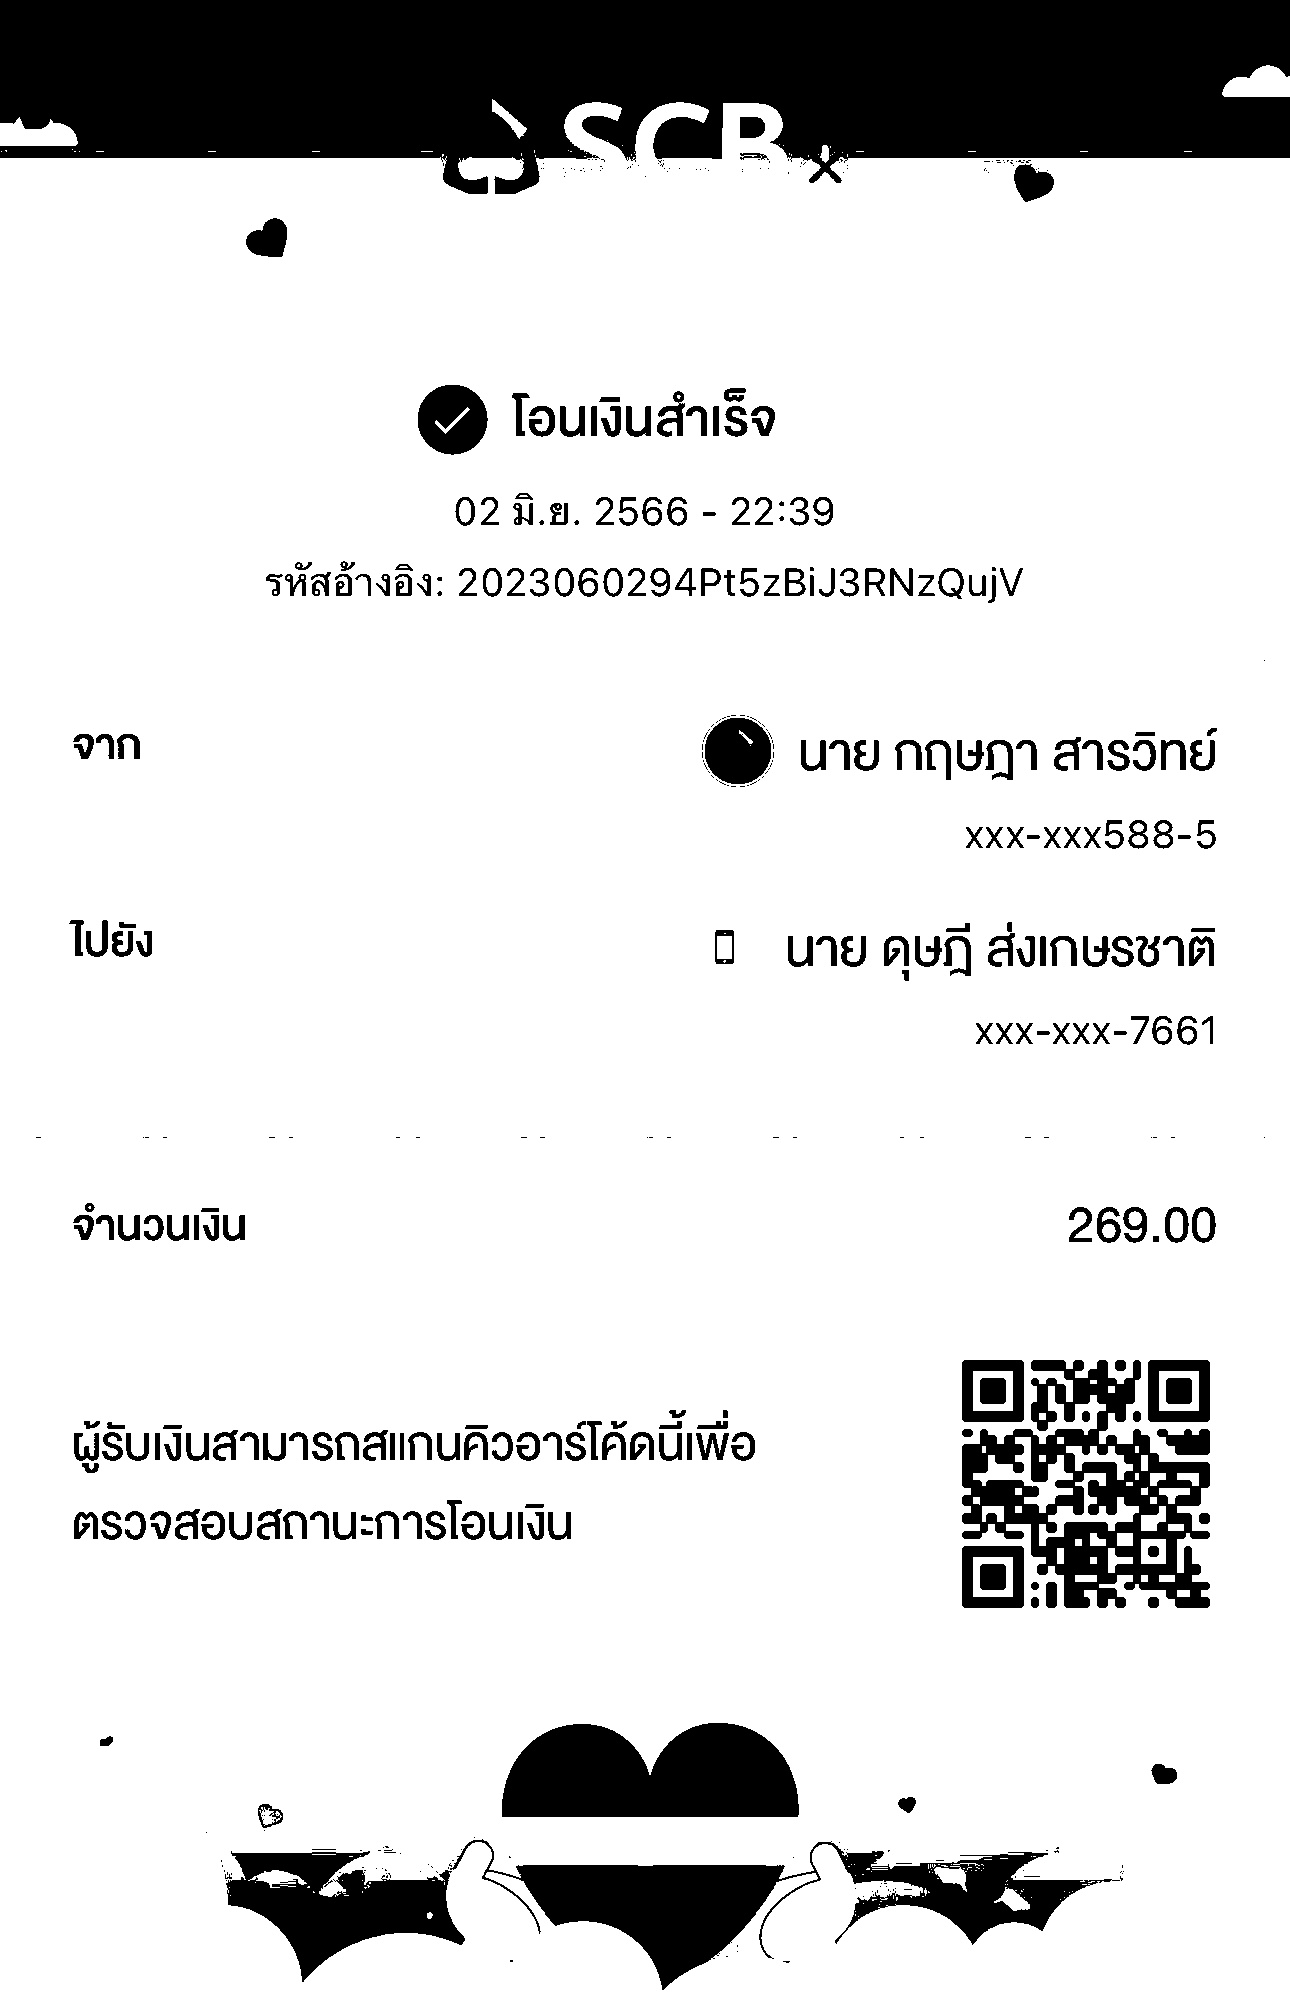 SCB
โอนเงินสำเร็จ
02 มิ.ย. 2566 - 22:39
รหัสอ้างอิง: 2023060294Pt5zBiJ3RNzQujV
จาก
นาย กฤษฎา สารวิทย์
xxx-xxx588-5
ไปยัง
นาย ดุษฎี ส่งเกษรชาติ
xxx-xxx-7661
จำนวนเงิน
269.00
ผู้รับเงินสามารถสแกนคิวอาร์โค้ดนี้เพื่อ
ตรวจสอบสถานะการโอนเงิน